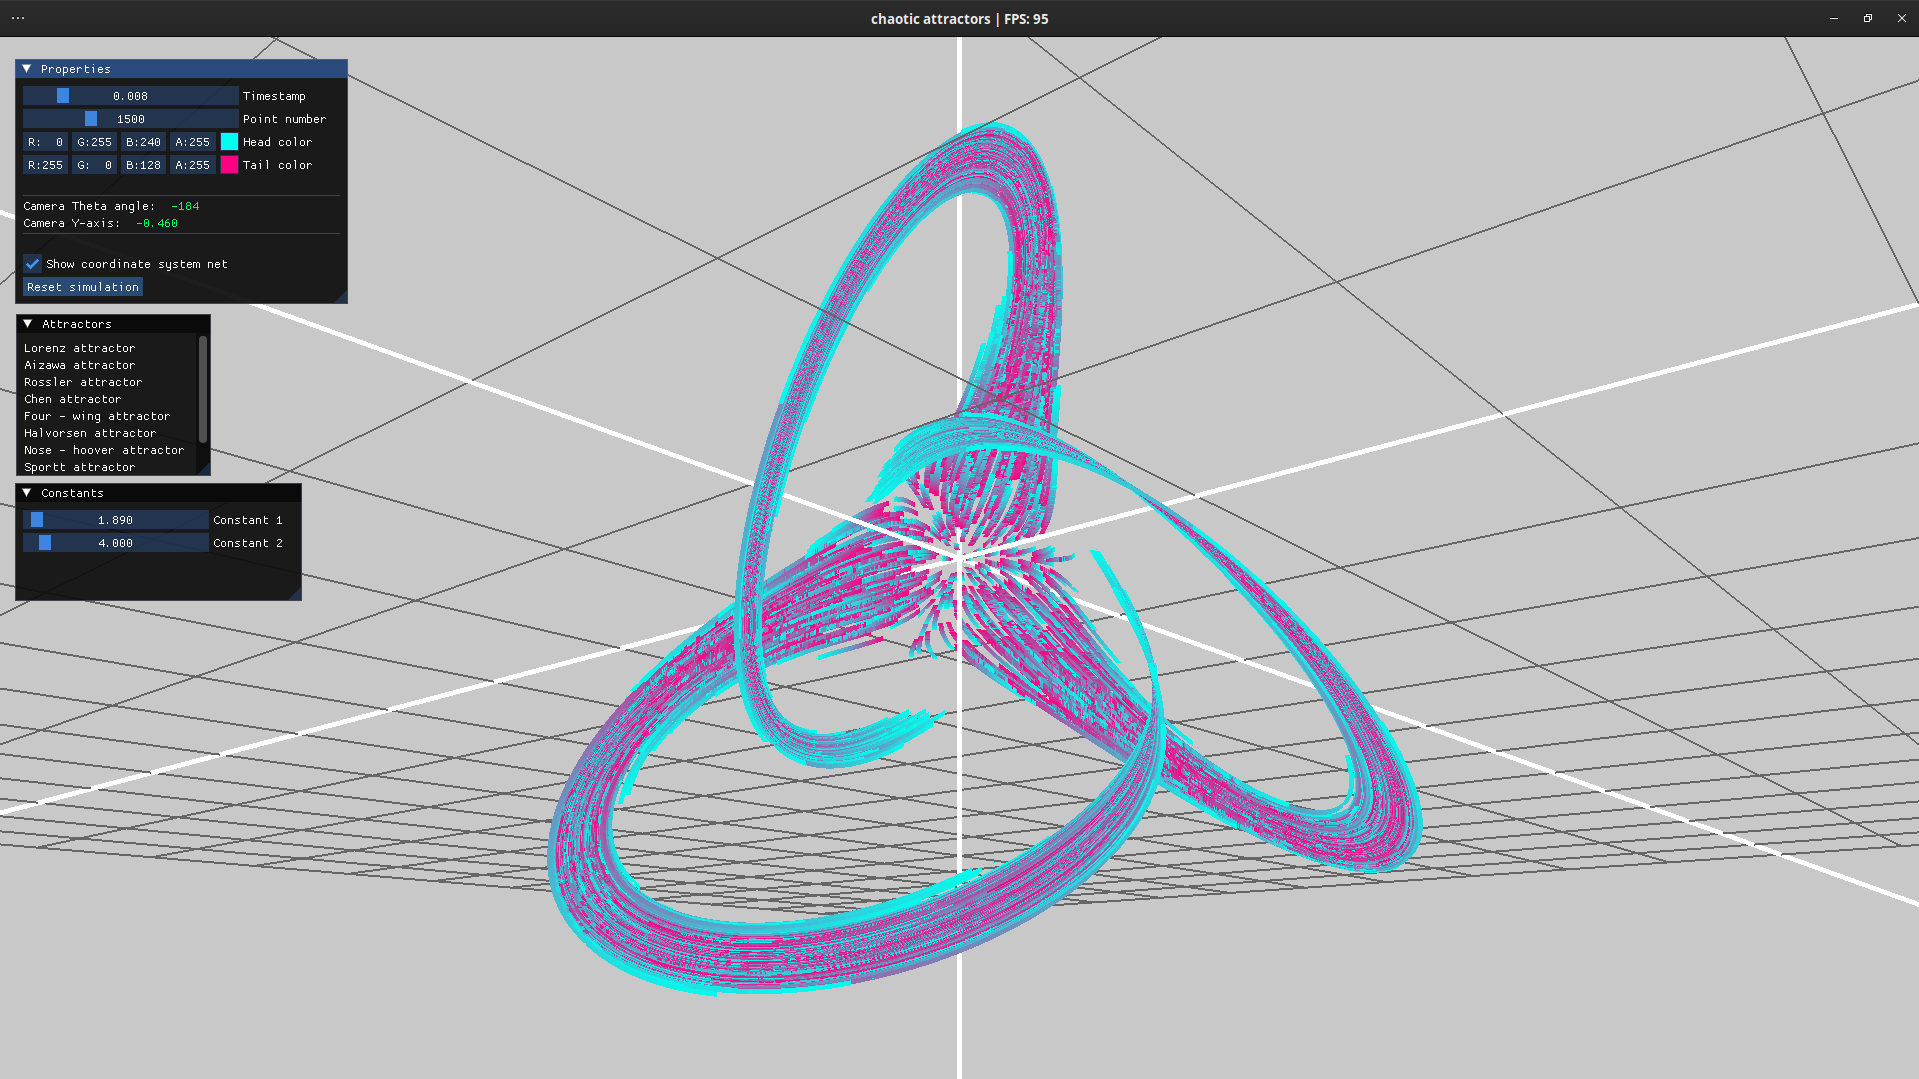 chaotic attractors | FPS: 95
Properties
0.008 Timestamp
1500 Point number
R: 0 G:255 B:240 A:255 Head color
R:255 G: 0 B:128 A:255 Tail color
Camera Theta angle: -184
Camera Y-axis: -0.460
Show coordinate system net
Reset simulation
Attractors
Lorenz attractor
Aizawa attractor
Rossler attractor
Chen attractor
Four - wing attractor
Halvorsen attractor
Nose - hoover attractor
Sportt attractor
Constants
1.890 Constant 1
4.000 Constant 2